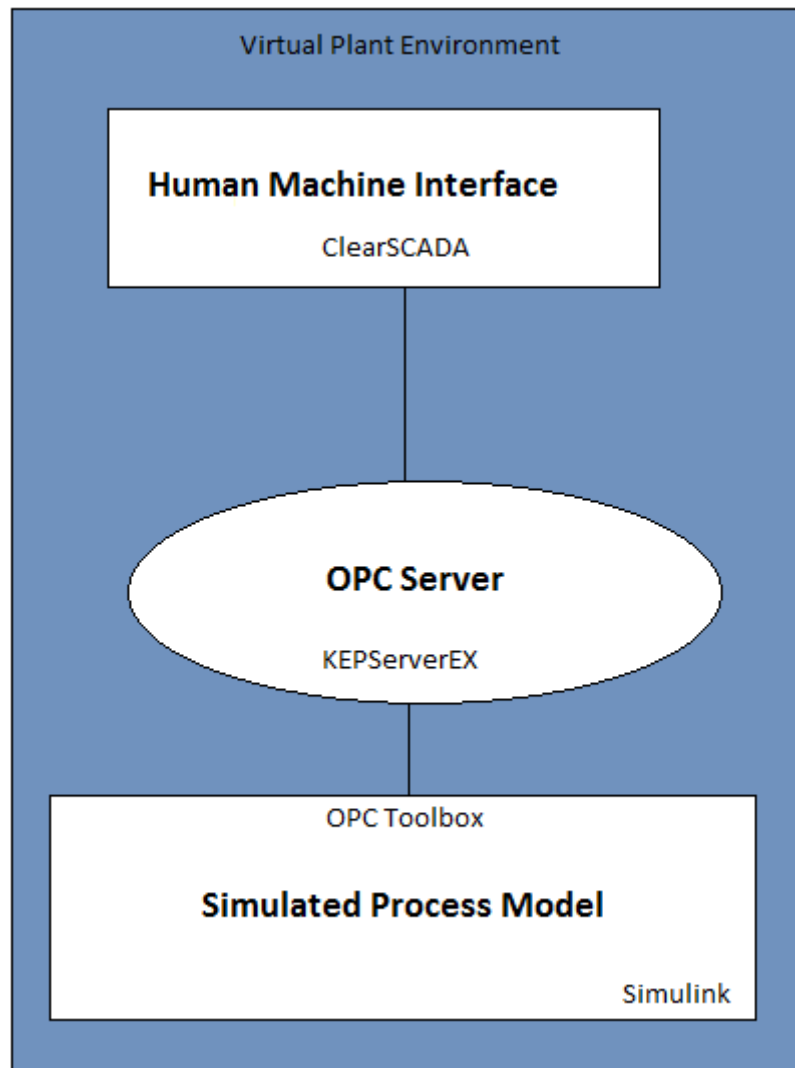 Virtual Plant Environment
Human Machine Interface
ClearSCADA
OPC Server
KEPServerEX
OPC Toolbox
Simulated Process Model
Simulink